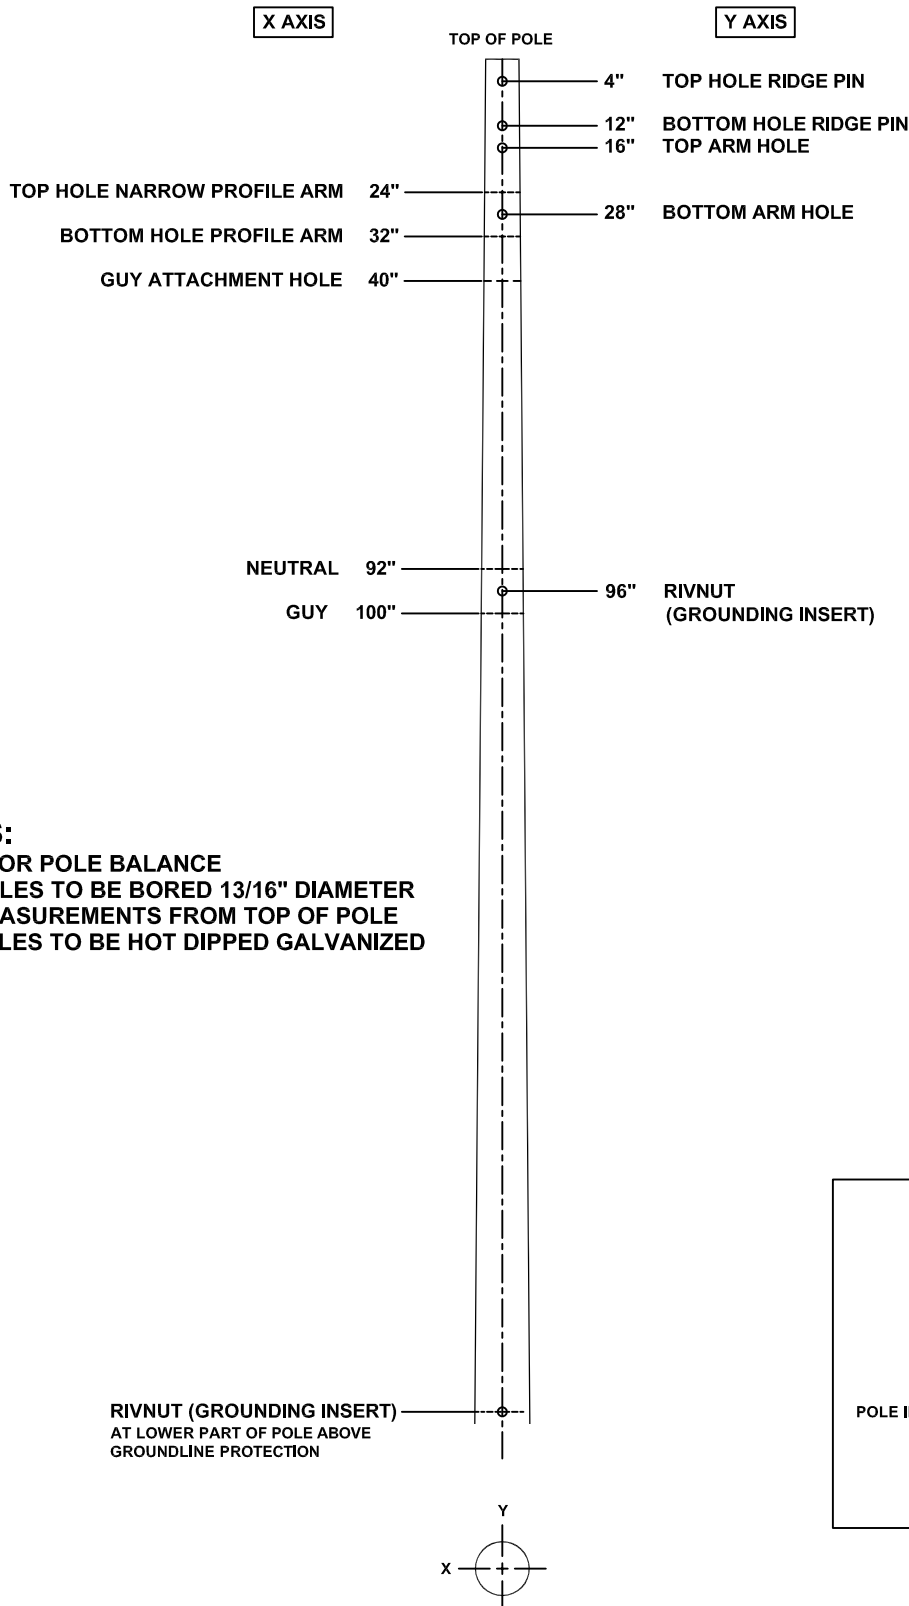 X AXIS
Y AXIS
TOP OF POLE
4" TOP HOLE RIDGE PIN
12" BOTTOM HOLE RIDGE PIN
16" TOP ARM HOLE
TOP HOLE NARROW PROFILE ARM 24"
28" BOTTOM ARM HOLE
BOTTOM HOLE PROFILE ARM 32"
GUY ATTACHMENT HOLE 40"
NEUTRAL 92"
96" RIVNUT
(GROUNDING INSERT)
GUY 100"
OR POLE BALANCE
LES TO BE BORED 13/16" DIAMETER
ASUREMENTS FROM TOP OF POLE
LES TO BE HOT DIPPED GALVANIZED
RIVNUT (GROUNDING INSERT)
AT LOWER PART OF POLE ABOVE
GROUNDLINE PROTECTION
POLE I
Y
X